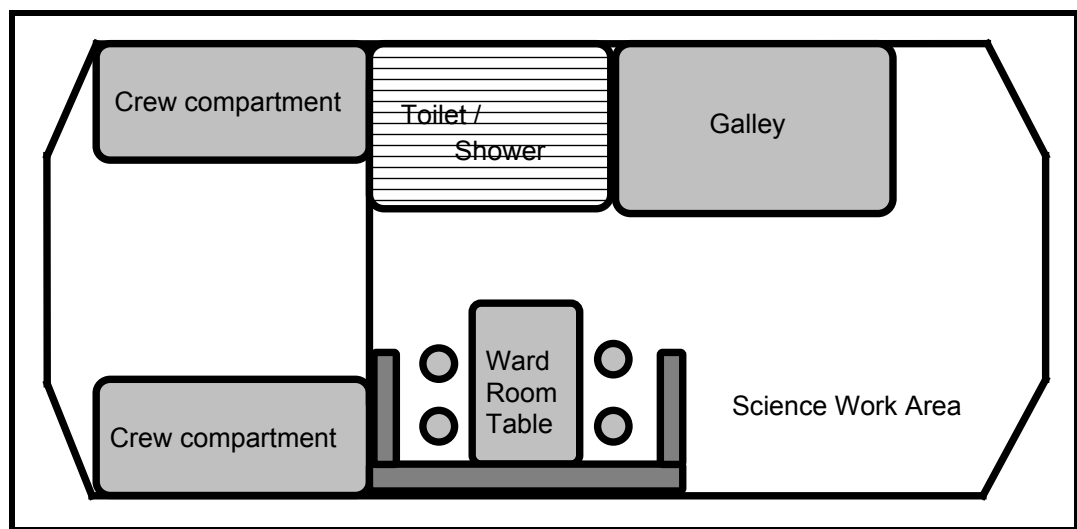 Crew compartment
Toilet /
Shower
Galley
Ward
Room
Table
Science Work Area
Crew compartment